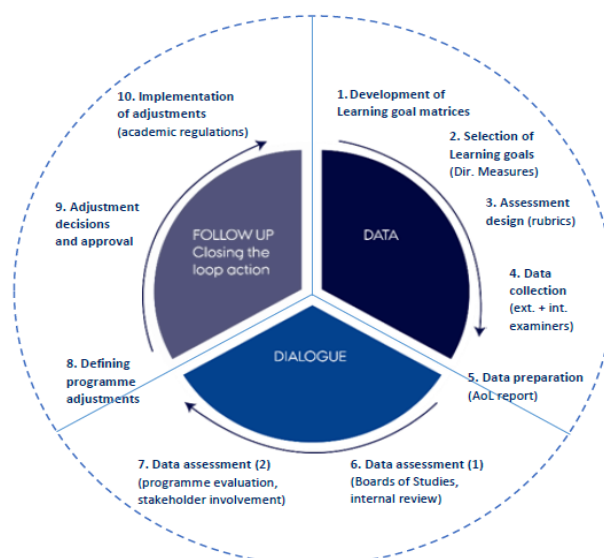 10. Implementation
of adjustments
(academic regulations)
1. Development of
Learning goal matrices
2. Selection of
Learning goals
(Dir. Measures)
3. Assessment
design (rubrics)
9. Adjustment
decisions
and approval
FOLLOW UP
Closing the
loop action
DATA
4. Data
collection
(ext. + int.
examiners)
8. Defining
programme
adjustments
DIALOGUE
5. Data preparation
(AoL report)
7. Data assessment (2)
(programme evaluation,
stakeholder involvement)
6. Data assessment (1)
(Boards of Studies,
internal review)